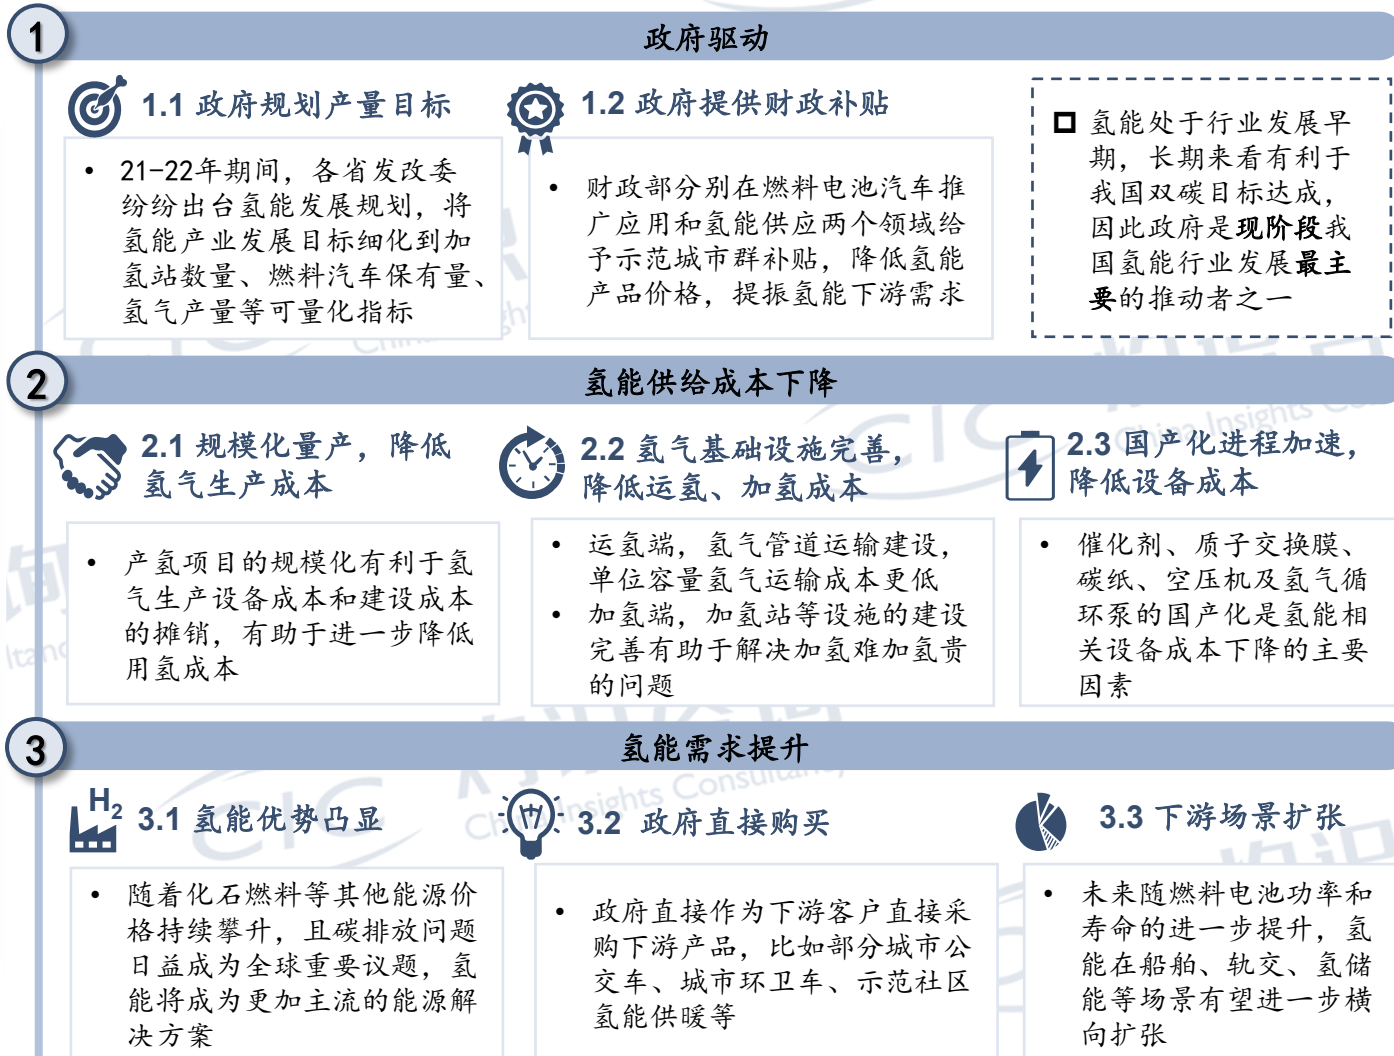 1
政府驱动
1.1 政府规划产量目标
• 21-22年期间，各省发改委
纷纷出台氢能发展规划，将
氢能产业发展目标细化到加
氢站数量、燃料汽车保有量、
氢气产量等可量化指标
1.2 政府提供财政补贴
• 财政部分别在燃料电池汽车推
广应用和氢能供应两个领域给
予示范城市群补贴，降低氢能
产品价格，提振氢能下游需求
氢能处于行业发展早
期，长期来看有利于
我国双碳目标达成，
因此政府是现阶段我
国氢能行业发展最主
要的推动者之一
2
氢能供给成本下降
2.1 规模化量产，降低
氢气生产成本
• 产氢项目的规模化有利于氢
气生产设备成本和建设成本
的摊销，有助于进一步降低
用氢成本
2.2 氢气基础设施完善，
降低运氢、加氢成本
• 运氢端，氢气管道运输建设，
单位容量氢气运输成本更低
• 加氢端，加氢站等设施的建设
完善有助于解决加氢难加氢贵
的问题
2.3 国产化进程加速，
降低设备成本
• 催化剂、质子交换膜、
碳纸、空压机及氢气循
环泵的国产化是氢能相
关设备成本下降的主要
因素
3
氢能需求提升
H2
3.1 氢能优势凸显
• 随着化石燃料等其他能源价
格持续攀升，且碳排放问题
日益成为全球重要议题，氢
能将成为更加主流的能源解
决方案
3.2 政府直接购买
• 政府直接作为下游客户直接采
购下游产品，比如部分城市公
交车、城市环卫车、示范社区
氢能供暖等
3.3 下游场景扩张
• 未来随燃料电池功率和
寿命的进一步提升，氢
能在船舶、轨交、氢储
能等场景有望进一步横
向扩张
CIC